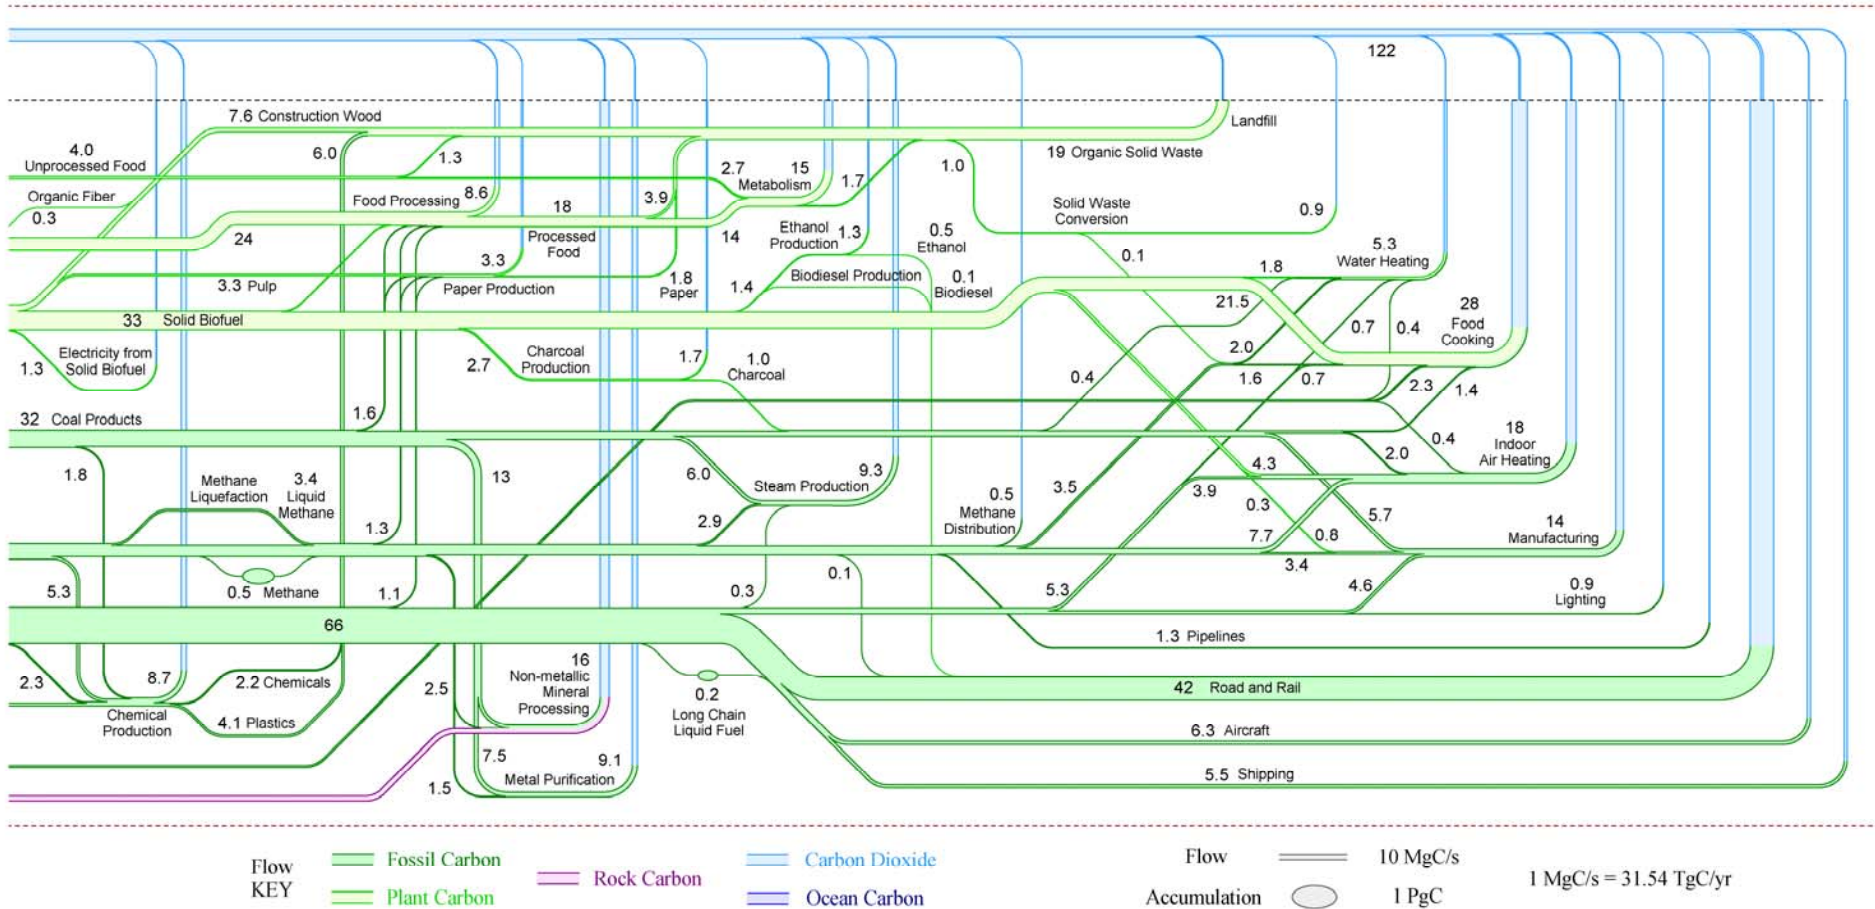 122
7.6 Construction Wood
Landfill
4.0
Unprocessed Food
6.0
1.3
19 Organic Solid Waste
2.7
15
Metabolism
1.7
1.0
Organic Fiber
0.3
Food Processing
8.6
18
Processed
Food
3.9
Solid Waste
Conversion
0.9
24
14
Ethanol
Production
1.3
0.5
Ethanol
5.3
Water Heating
3.3
3.3 Pulp
Paper Production
1.8
Paper
Biodiesel Production
1.4
0.1
Biodiesel
0.1
1.8
21.5
28
Food
Cooking
33 Solid Biofuel
0.7
0.4
1.3
Electricity from
Solid Biofuel
2.7
Charcoal
Production
1.7
1.0
Charcoal
2.0
0.4
1.6
0.7
2.3
1.4
32 Coal Products
1.6
18
Indoor
Air Heating
0.4
2.0
1.8
Methane
Liquefaction
3.4
Liquid
Methane
13
6.0
9.3
Steam Production
4.3
3.9
3.5
0.3
0.5
Methane
Distribution
5.7
1.3
2.9
7.7
0.8
14
Manufacturing
3.4
5.3
0.5 Methane
1.1
0.3
0.1
5.3
4.6
0.9
Lighting
66
1.3 Pipelines
2.3
8.7
2.2 Chemicals
Chemical
Production
4.1 Plastics
2.5
16
Non-metallic
Mineral
Processing
0.2
Long Chain
Liquid Fuel
42 Road and Rail
6.3 Aircraft
7.5
9.1
Metal Purification
1.5
5.5 Shipping
Flow
KEY
Fossil Carbon
Plant Carbon
Rock Carbon
Carbon Dioxide
Ocean Carbon
Flow
10 MgC/s
Accumulation
1 PgC
1 MgC/s = 31.54 TgC/yr